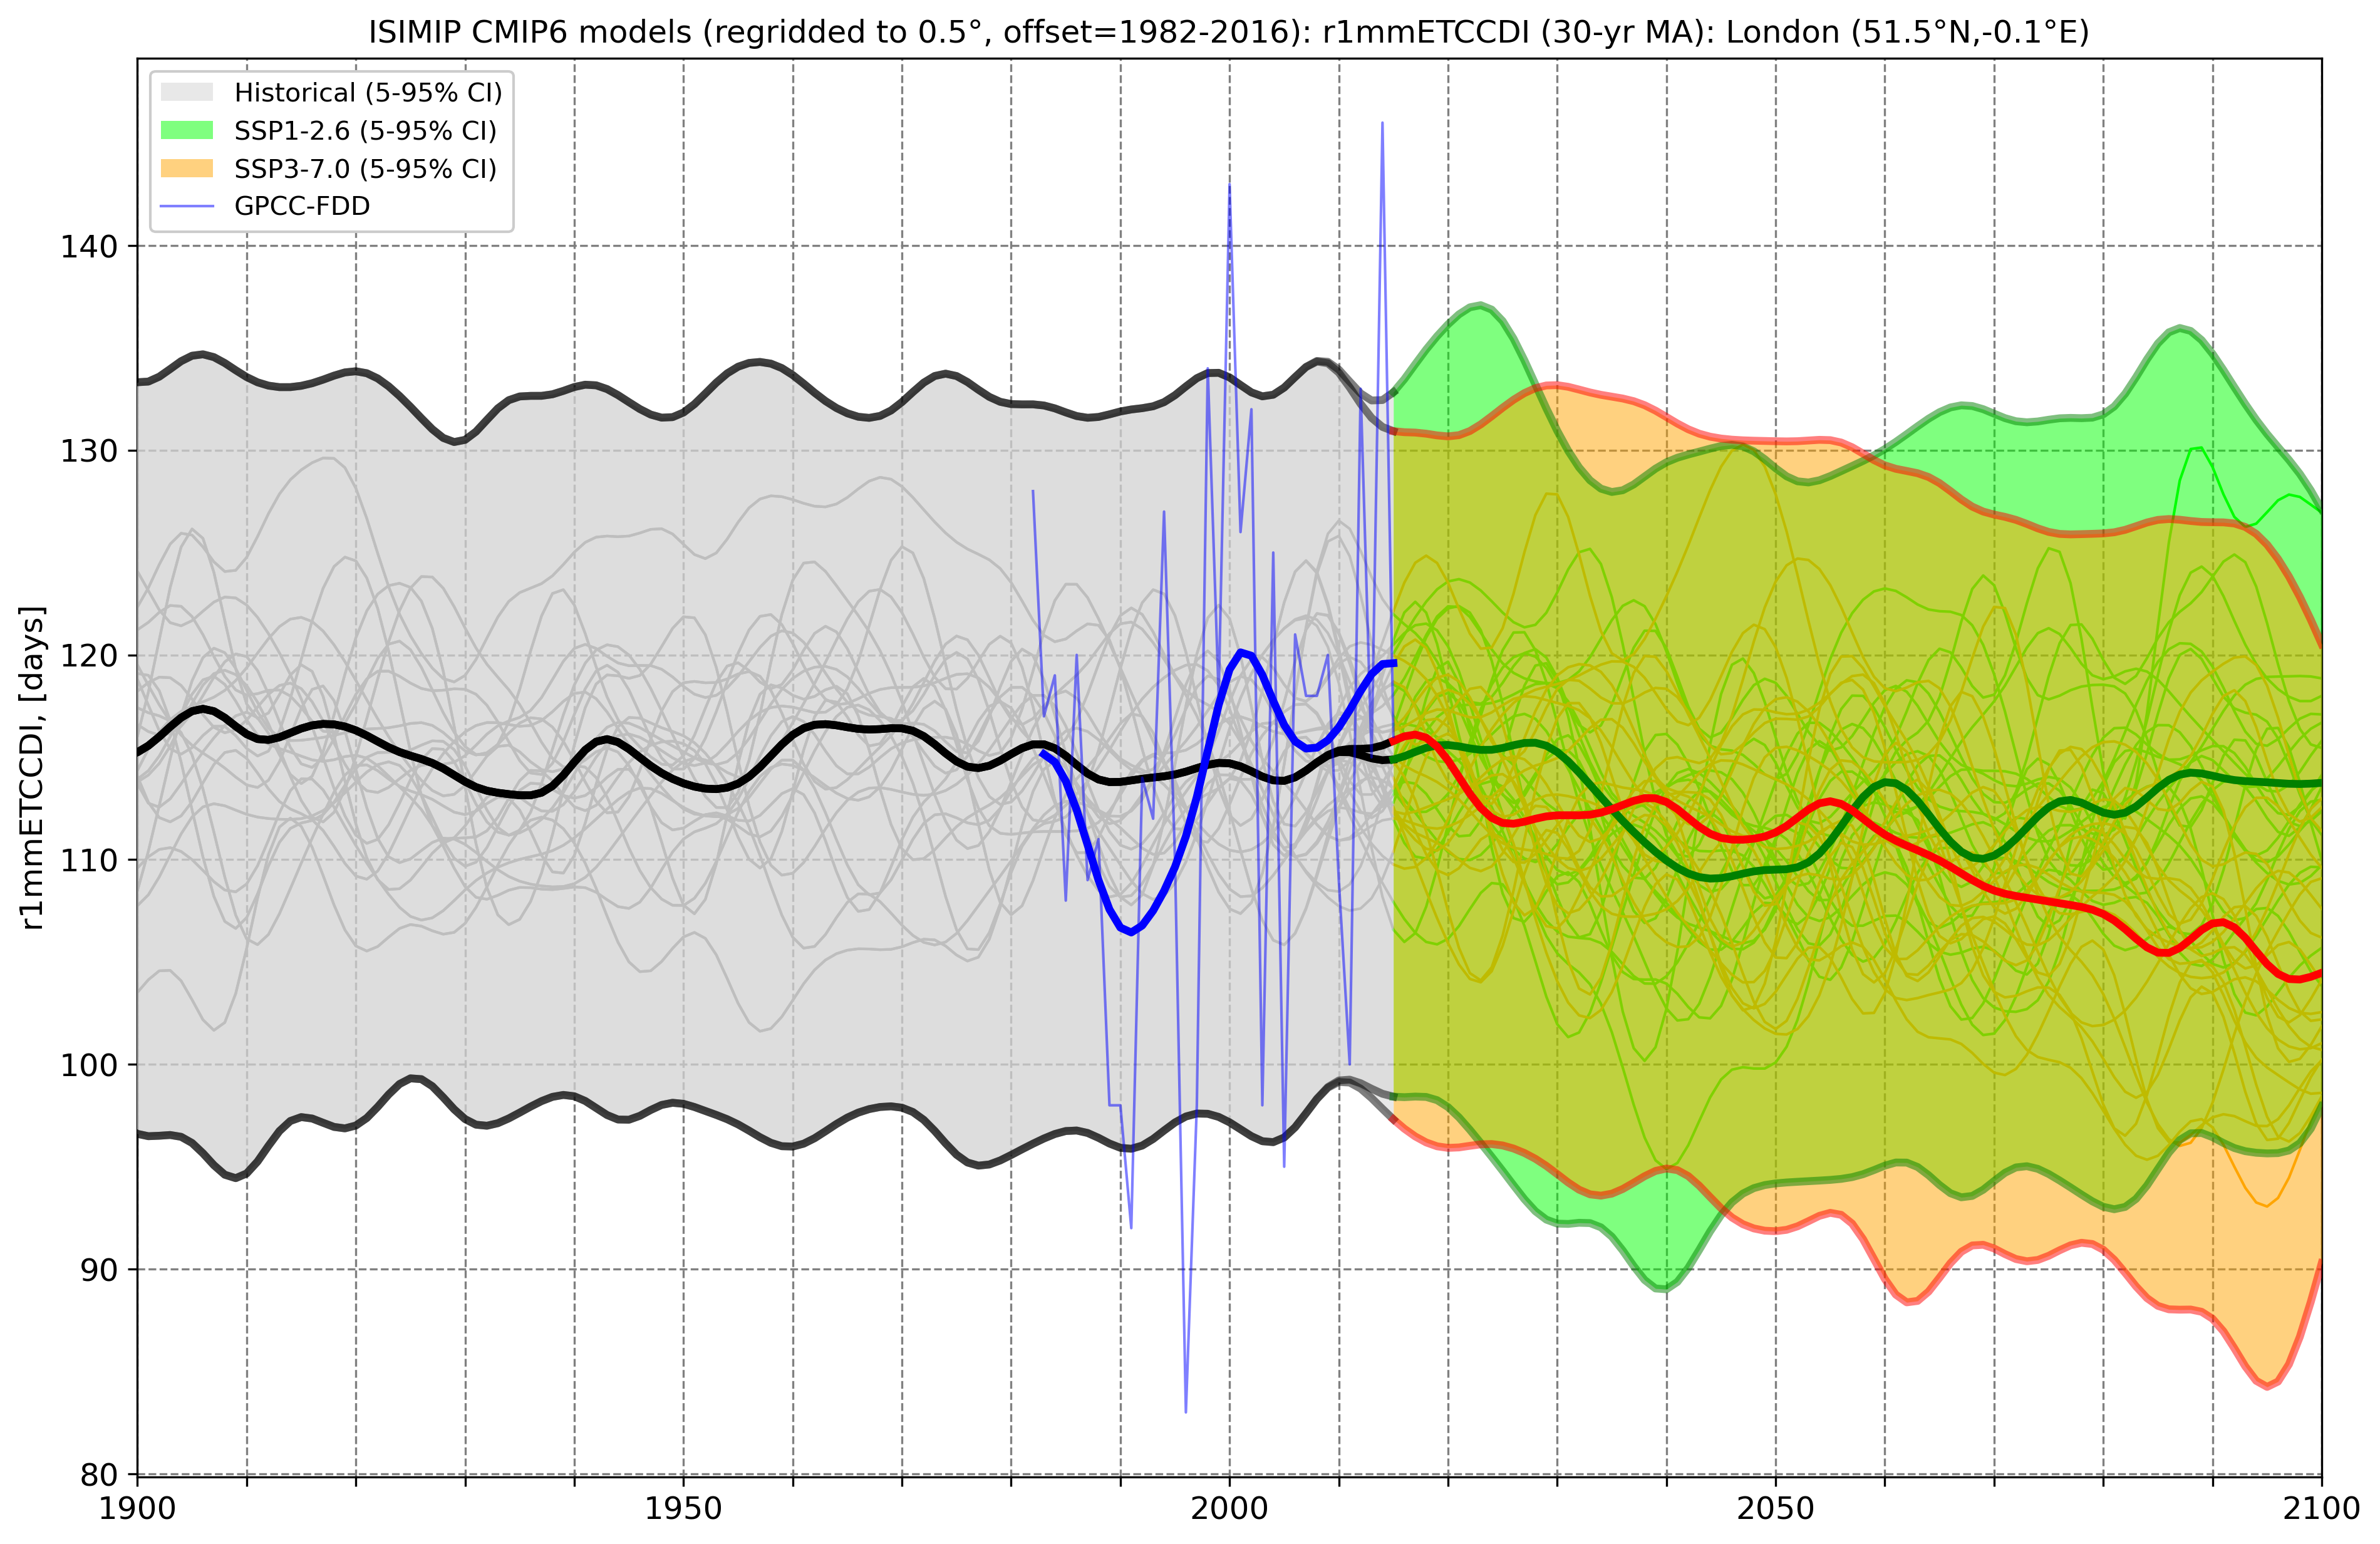 ISIMIP CMIP6 models (regridded to 0.5°, offset=1982-2016): r1mmETCCDI (30-yr MA): London (51.5°N,-0.1°E)
Historical (5-95% CI)
SSP1-2.6 (5-95% CI)
SSP3-7.0 (5-95% CI)
GPCC-FDD
r1mmETCCDI, [days]
140
130
120
110
100
90
80
1900 1950 2000 2050 2100